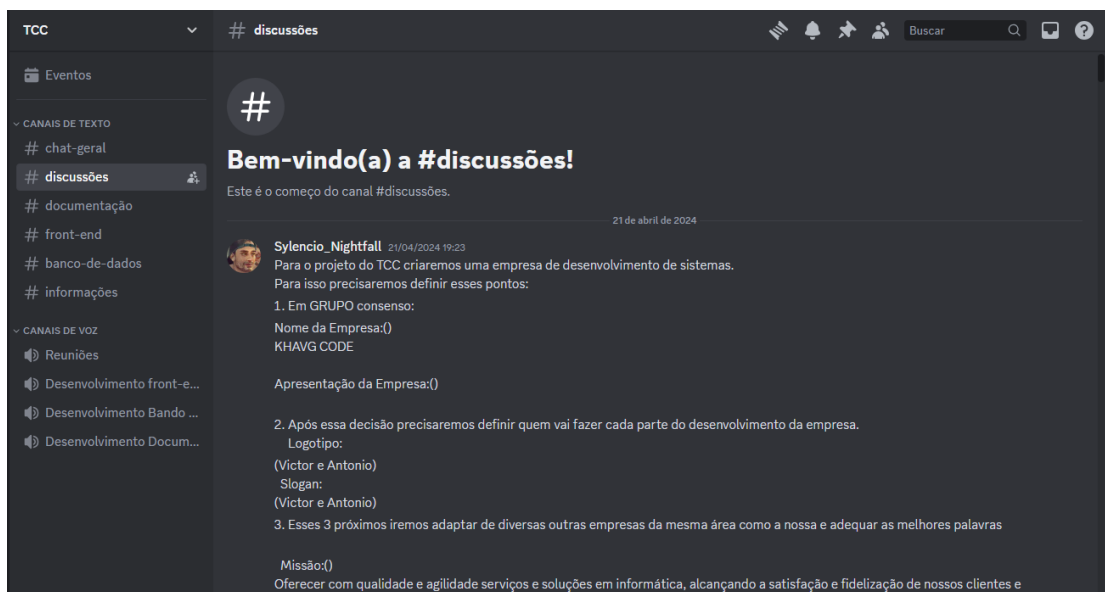 TCC
Eventos
CANAIS DE TEXTO
# chat-geral
# discussões
# documentação
# front-end
# banco-de-dados
# informações
CANAIS DE VOZ
Reuniões
Desenvolvimento front-e...
Desenvolvimento Bando ...
Desenvolvimento Docum...
# discussões
Buscar
#
Bem-vindo(a) a #discussões!
Este é o começo do canal #discussões.
21 de abril de 2024
Sylencio_Nightfall 21/04/2024 19:23
Para o projeto do TCC criaremos uma empresa de desenvolvimento de sistemas.
Para isso precisaremos definir esses pontos:
1. Em GRUPO consenso:
Nome da Empresa:()
KHAVG CODE
Apresentação da Empresa:()
2. Após essa decisão precisaremos definir quem vai fazer cada parte do desenvolvimento da empresa.
Logotipo:
(Victor e Antonio)
Slogan:
(Victor e Antonio)
3. Esses 3 próximos iremos adaptar de diversas outras empresas da mesma área como a nossa e adequar as melhores palavras
Missão:()
Oferecer com qualidade e agilidade serviços e soluções em informática, alcançando a satisfação e fidelização de nossos clientes e